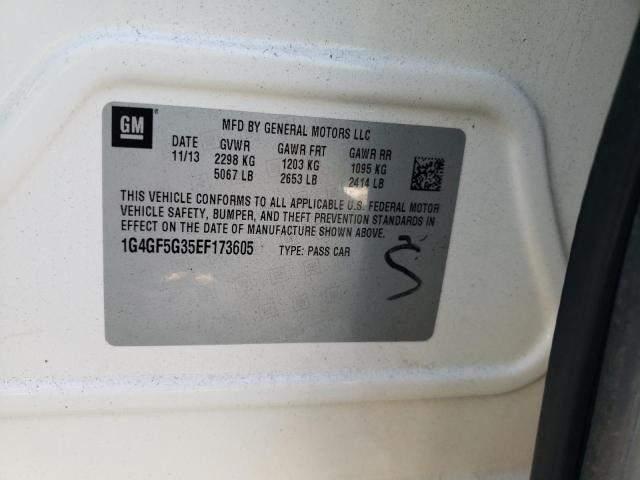 GM
MFD BY GENERAL MOTORS LLC
DATE GVWR GAWR FRT GAWR RR
11/13 2298 KG 1203 KG 1095 KG
5067 LB 2653 LB 2414 LB
THIS VEHICLE CONFORMS TO ALL APPLICABLE U.S. FEDERAL MOTOR
VEHICLE SAFETY, BUMPER, AND THEFT PREVENTION STANDARDS IN
EFFECT ON THE DATE OF MANUFACTURE SHOWN ABOVE.
1G4GF5G35EF173605 TYPE: PASS CAR